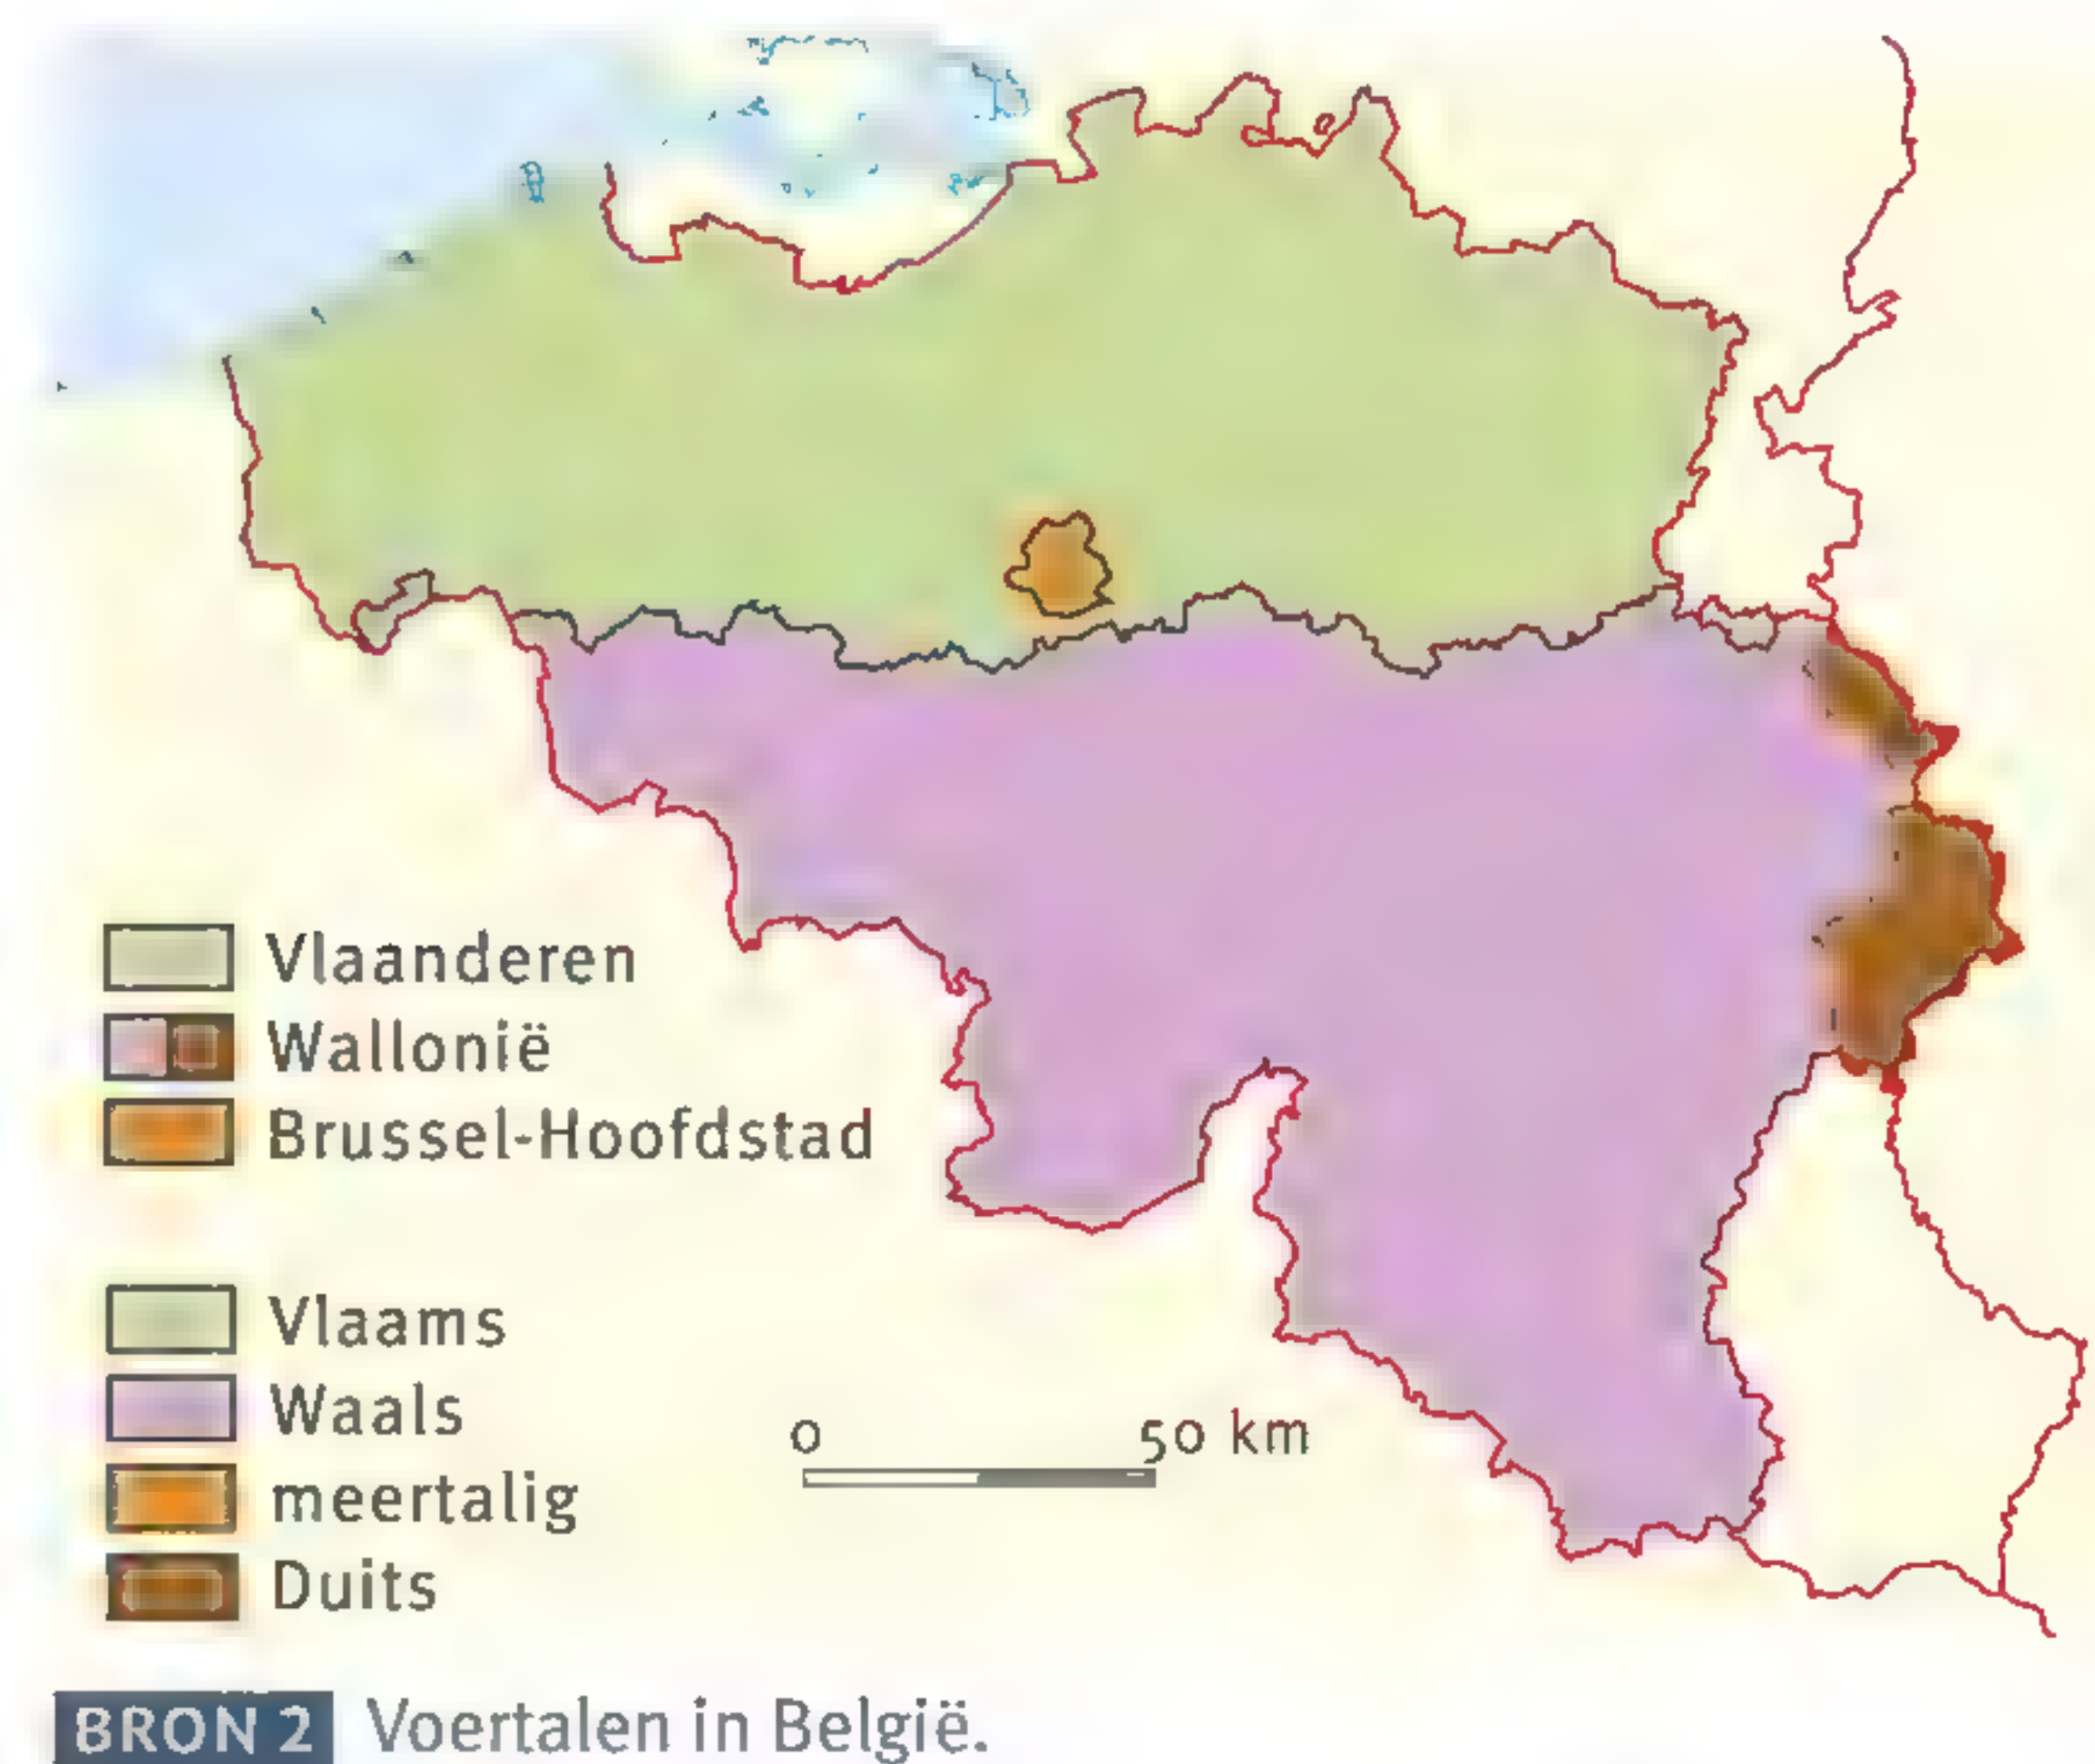 Vlaanderen
Wallonië
Brussel-Hoofdstad
Vlaams
Waals
meertalig
Duits
0 50 km
BRON 2 Voertalen in België.